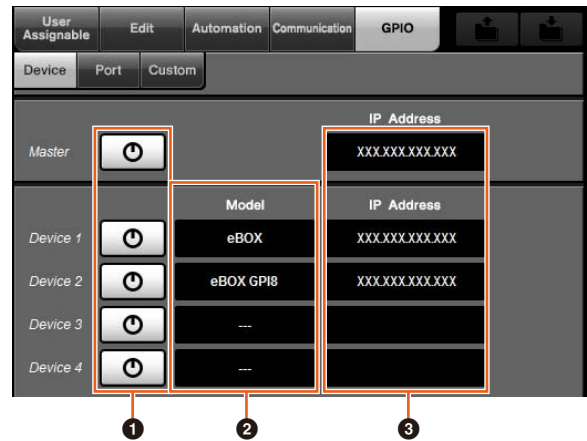 User
Assignable
Edit
Automation
Communication
GPIO
Device
Port
Custom
IP Address
Master
XXX.XXX.XXX.XXX
Model
IP Address
Device 1
eBOX
XXX.XXX.XXX.XXX
Device 2
eBOX GPI8
XXX.XXX.XXX.XXX
Device 3
---
Device 4
---
1
2
3